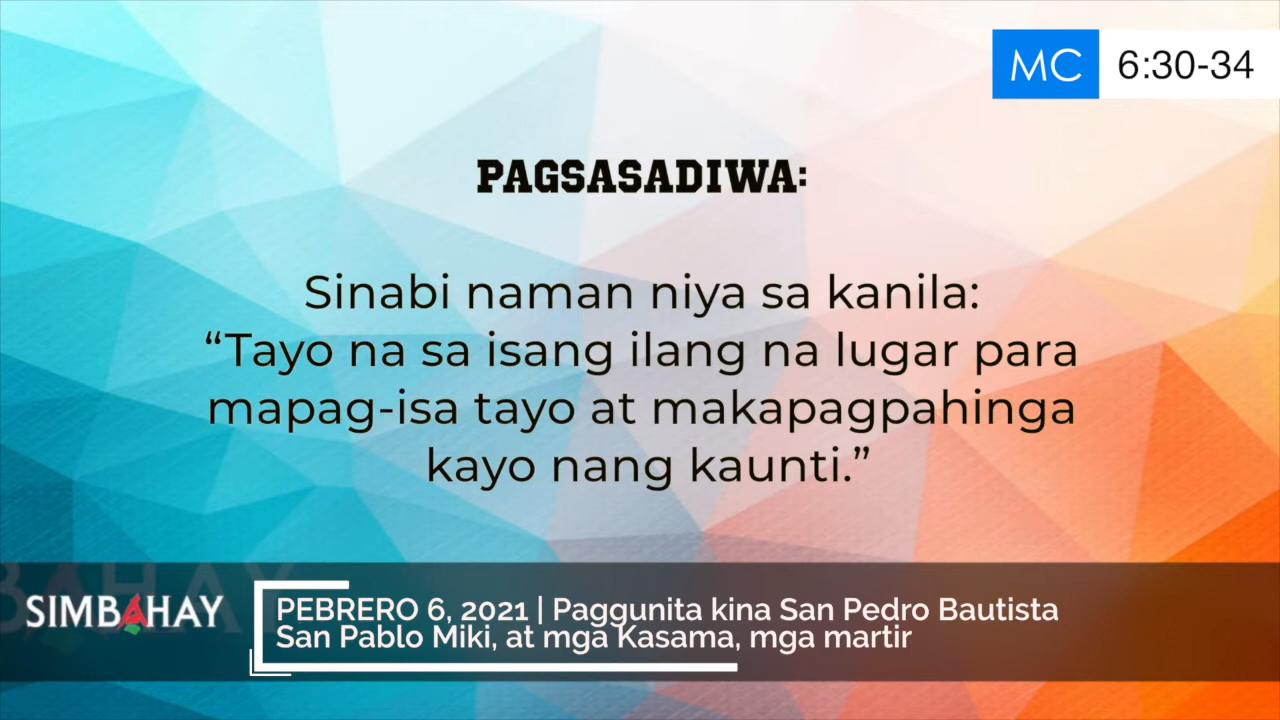 MC 6:30-34
PAGSASADIWA:
Sinabi naman niya sa kanila:
“Tayo na sa isang ilang na lugar para
mapag-isa tayo at makapagpahinga
kayo nang kaunti.”
SIMBAHAY
PEBRERO 6, 2021 | Paggunita kina San Pedro Bautista
San Pablo Miki, at mga Kasama, mga martir